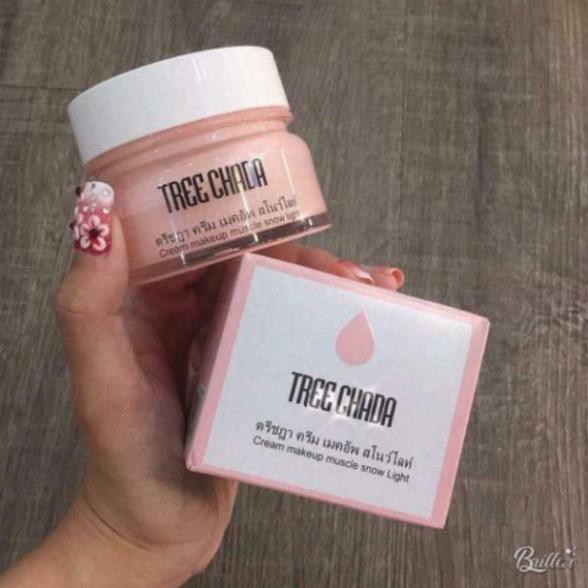 TREE CHADA
ตรีชฎา ครีม เมคอัพ สโนว์ไลท์
Cream makeup muscle snow light
TREE CHADA
ตรีชฎา ครีม เมคอัพ สโนว์ไลท์
Cream makeup muscle snow Light